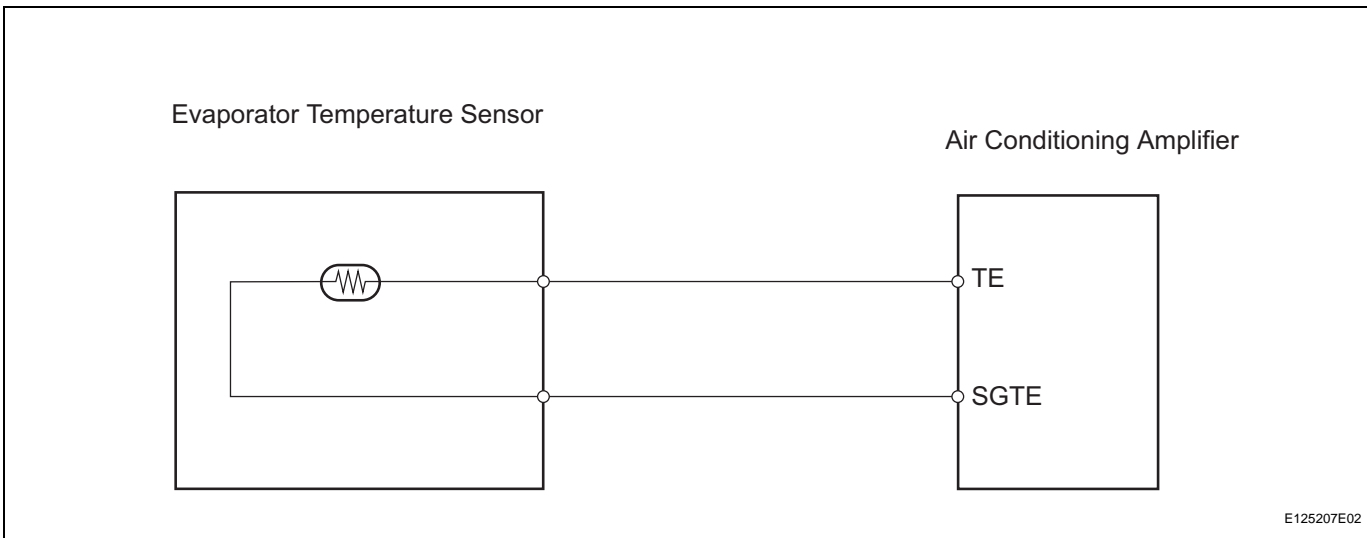 Evaporator Temperature Sensor
Air Conditioning Amplifier
TE
SGTE
E125207E02